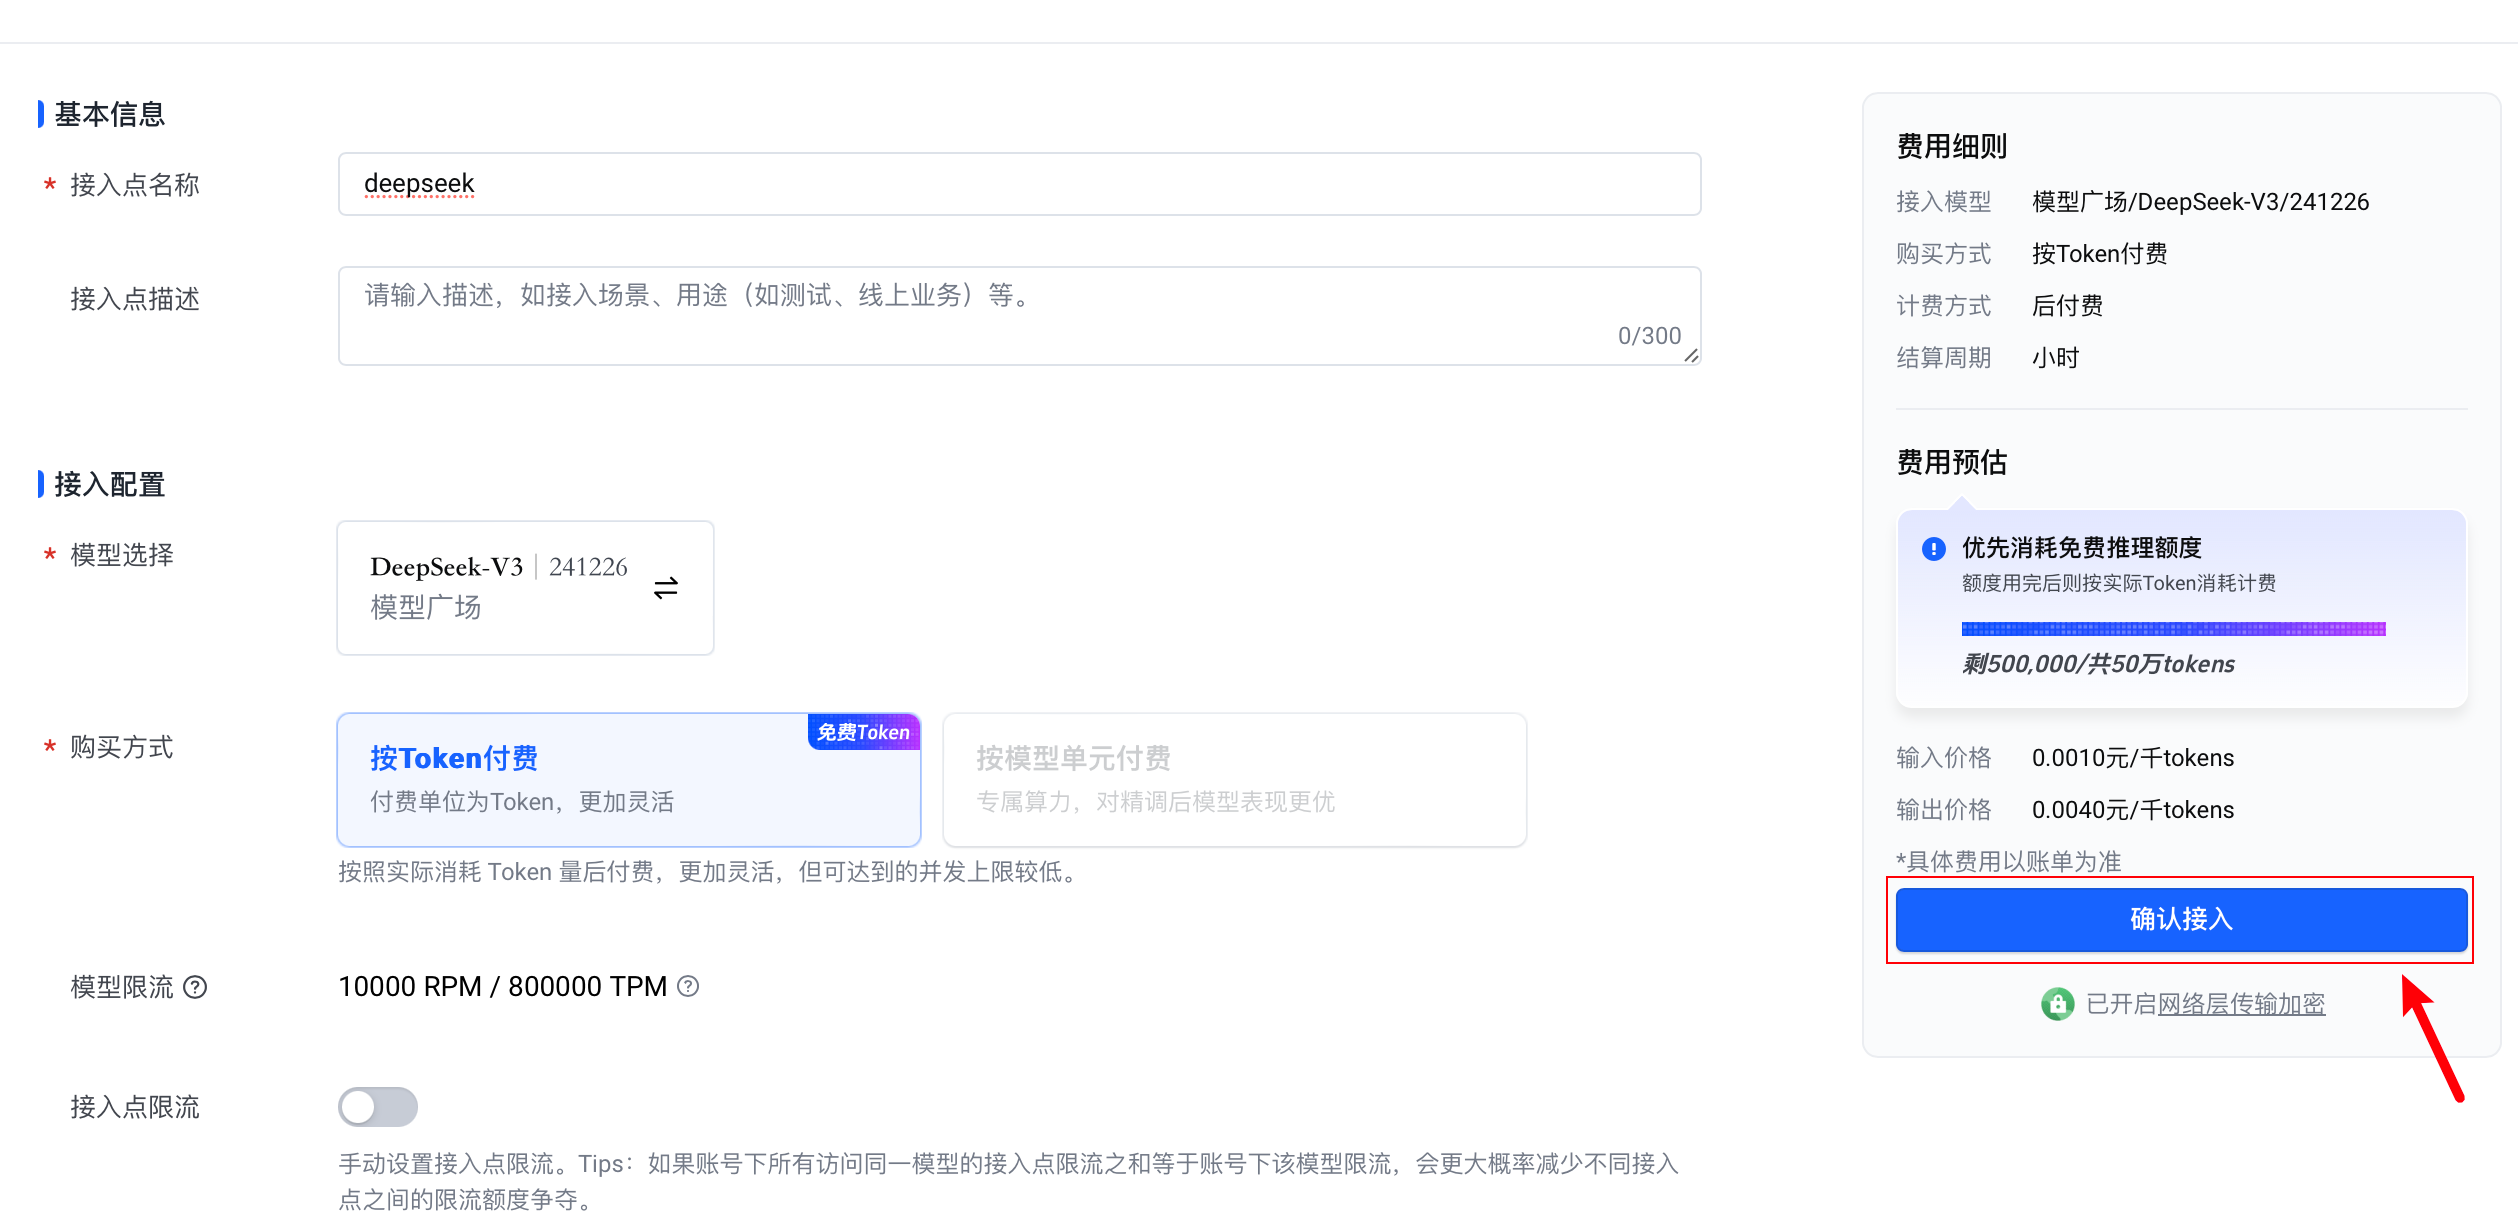 基本信息
* 接入点名称
deepseek
接入点描述
请输入描述，如接入场景、用途（如测试、线上业务）等。
0/300
接入配置
* 模型选择
DeepSeek-V3 | 241226
模型广场
* 购买方式
免费Token
按Token付费
付费单位为Token，更加灵活
按模型单元付费
专属算力，对精调后模型表现更优
按照实际消耗 Token 量后付费，更加灵活，但可达到的并发上限较低。
模型限流
10000 RPM / 800000 TPM
接入点限流
手动设置接入点限流。Tips：如果账号下所有访问同一模型的接入点限流之和等于账号下该模型限流，会更大概率减少不同接入
点之间的限流额度争夺。
费用细则
接入模型 模型广场/DeepSeek-V3/241226
购买方式 按Token付费
计费方式 后付费
结算周期 小时
费用预估
优先消耗免费推理额度
额度用完后则按实际Token消耗计费
剩500,000/共50万tokens
输入价格 0.0010元/千tokens
输出价格 0.0040元/千tokens
*具体费用以账单为准
确认接入
已开启网络层传输加密